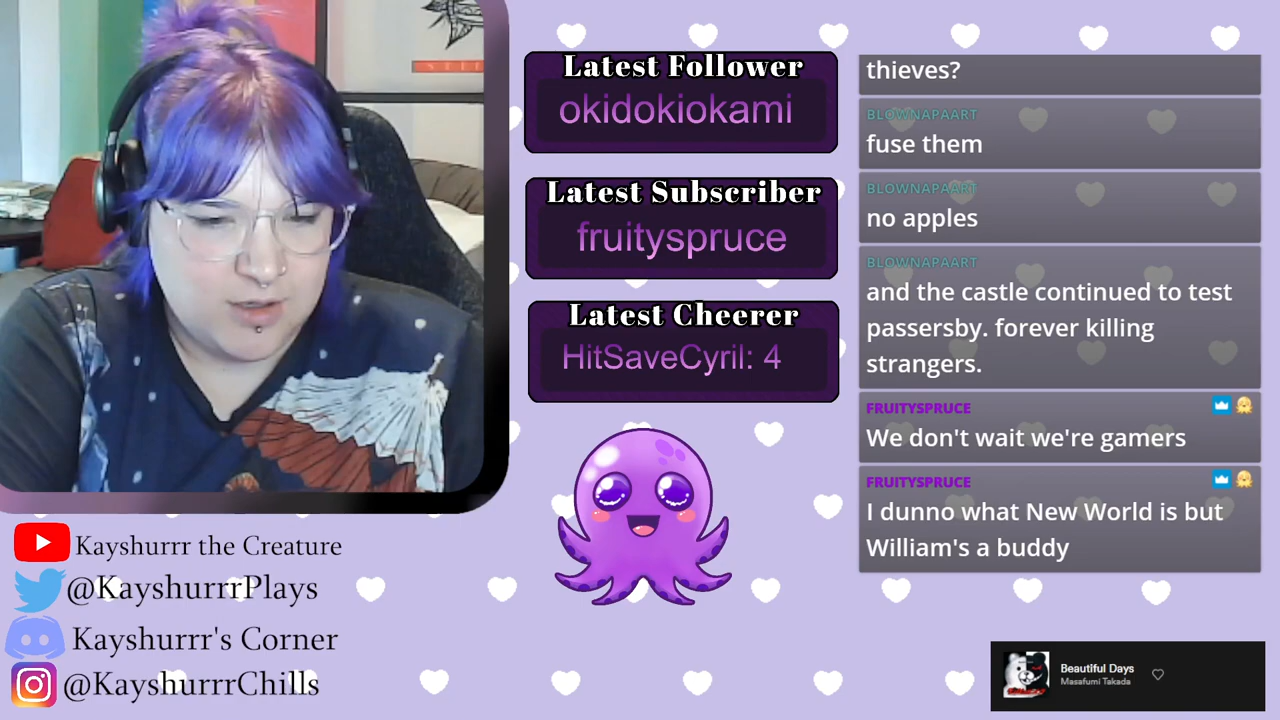 Latest Follower
okidokiokami
Latest Subscriber
fruityspruce
Latest Cheerer
HitSaveCyril: 4
thieves?
BLOWNAPAART
fuse them
BLOWNAPAART
no apples
BLOWNAPAART
and the castle continued to test
passersby. forever killing
strangers.
FRUITYSPRUCE
We don't wait we're gamers
FRUITYSPRUCE
I dunno what New World is but
William's a buddy
Kayshurrr the Creature
@KayshurrrPlays
Kayshurrr's Corner
@KayshurrrChills
Beautiful Days
Masafumi Takada